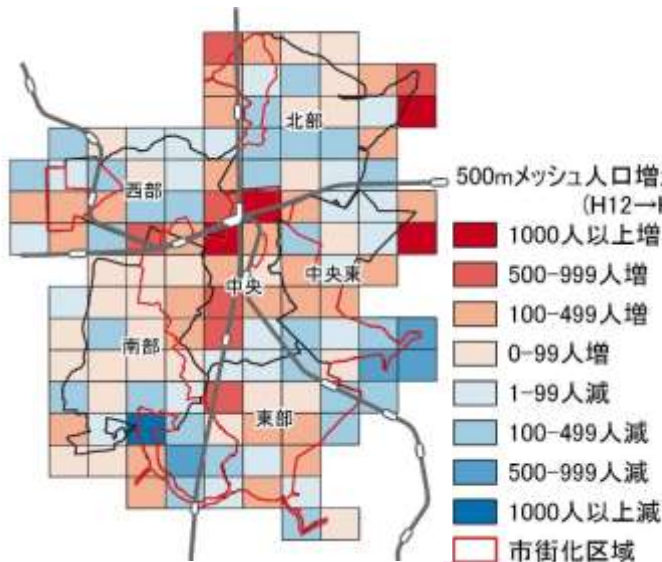 北部
西部
中央
中央東
南部
東部
500mメッシュ人口増
(H12→
1000人以上増
500-999人増
100-499人増
0-99人増
1-99人減
100-499人減
500-999人減
1000人以上減
市街化区域